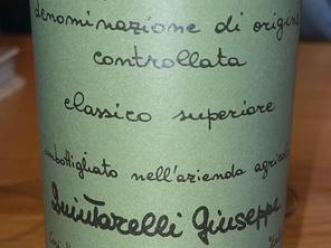 denominazione di origine
controllata
classico superiore
imbottigliato nell'azienda agricola
Quintarelli Giuseppe